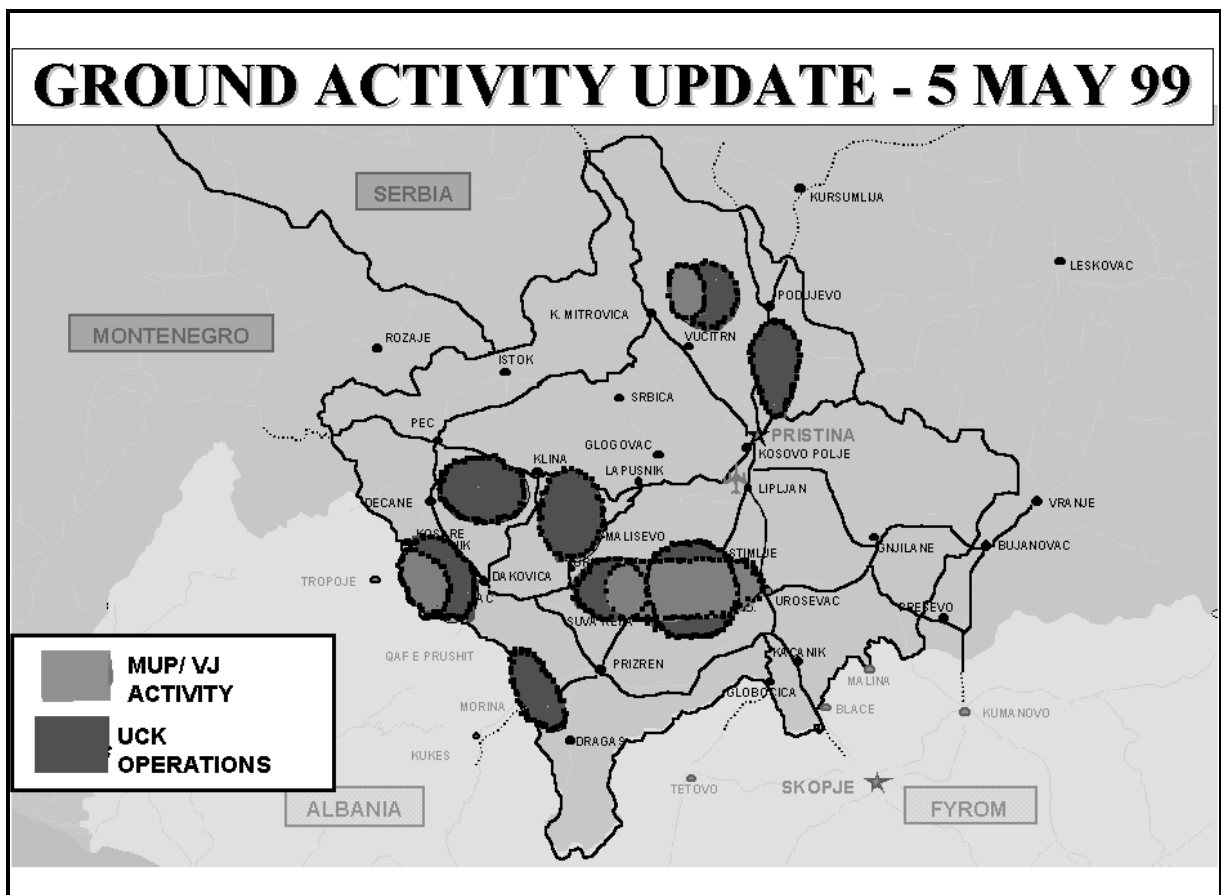 GROUND ACTIVITY UPDATE - 5 MAY 99
SERBIA
KURSUMLIJA
LESKOVAC
PODUJEVO
K. MITROVICA
MONTENEGRO
ROZAJE
VUCITRN
ISTOK
SRBICA
PEC
PRISTINA
GLOGOVAC
KOSOVO POLJE
KLINA
LAPUSNIK
LIPLJAN
DECANE
VRANJE
MALISEVO
GNJILANE
BUJANOVAC
STIMLJE
TROPOJE
DAKOVICA
UROSEVAC
PRESEVO
SUVA REKA
QAF E PRUSHIT
PRIZREN
KACANIK
MALINA
GLOBOCICA
MORINA
BLACE
KUMANOVO
DRAGAS
KUKES
TETOVO
SKOPJE
ALBANIA
FYROM
MUP/ VJ
ACTIVITY
UCK
OPERATIONS